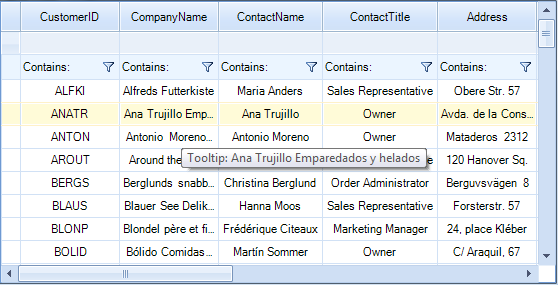 CustomerID CompanyName ContactName ContactTitle Address
Contains: Contains: Contains: Contains: Contains:
ALFKI Alfreds Futterkiste Maria Anders Sales Representative Obere Str. 57
ANATR Ana Trujillo Emp... Ana Trujillo Owner Avda. de la Cons...
ANTON Antonio Moreno... Antonio Moreno Owner Mataderos 2312
Tooltip: Ana Trujillo Emparedados y helados
AROUT Around the 120 Hanover Sq.
BERGS Berglunds snabb... Christina Berglund Order Administrator Berguvsvägen 8
BLAUS Blauer See Delik... Hanna Moos Sales Representative Forsterstr. 57
BLONP Blondel père et fi... Frédérique Citeaux Marketing Manager 24, place Kléber
BOLID Bólido Comidas... Martín Sommer Owner C/ Araquil, 67